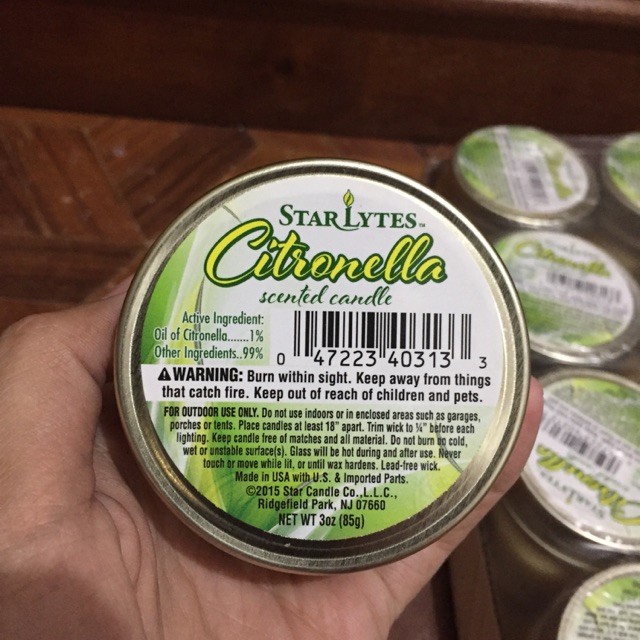 STARLYTES™
Citronella
scented candle
Active Ingredient:
Oil of Citronella.......1%
Other Ingredients..99%
0 47223 40313 3
⚠WARNING: Burn within sight. Keep away from things
that catch fire. Keep out of reach of children and pets.
FOR OUTDOOR USE ONLY. Do not use indoors or in enclosed areas such as garages,
porches or tents. Place candles at least 18" apart. Trim wick to ¼" before each
lighting. Keep candle free of matches and all material. Do not burn on cold,
wet or unstable surface(s). Glass will be hot during and after use. Never
touch or move while lit, or until wax hardens. Lead-free wick.
Made in USA with U.S. & Imported Parts.
©2015 Star Candle Co.,L.L.C.,
Ridgefield Park, NJ 07660
NET WT 3oz (85g)
Citronella
Citronella